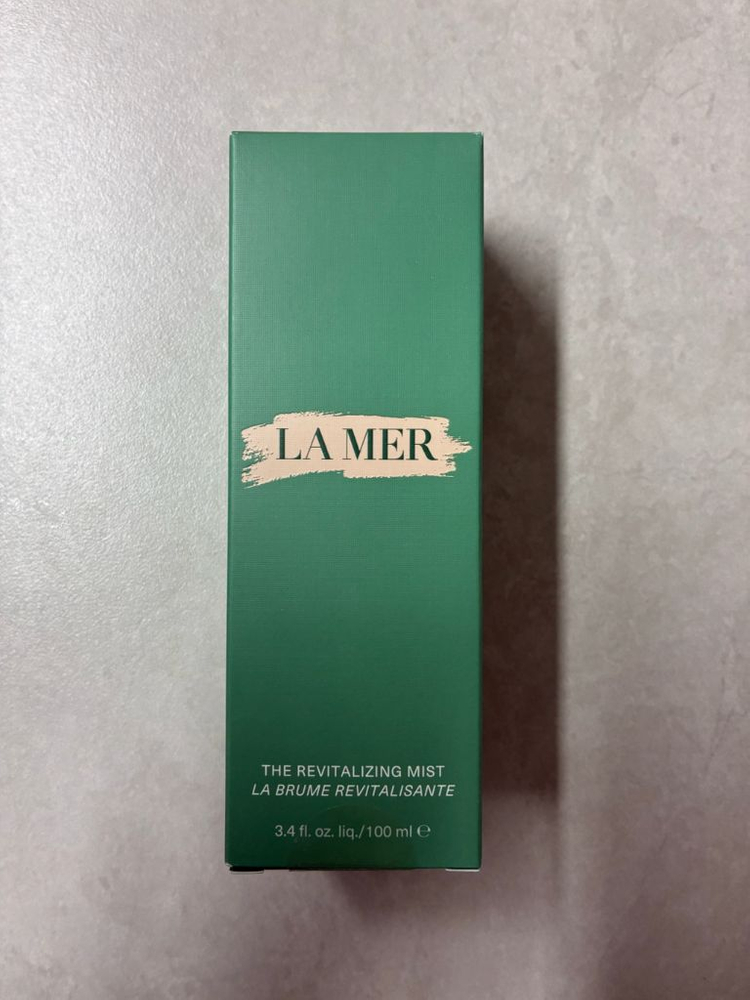 LA MER
THE REVITALIZING MIST
LA BRUME REVITALISANTE
3.4 fl. oz. liq./100 ml ℮